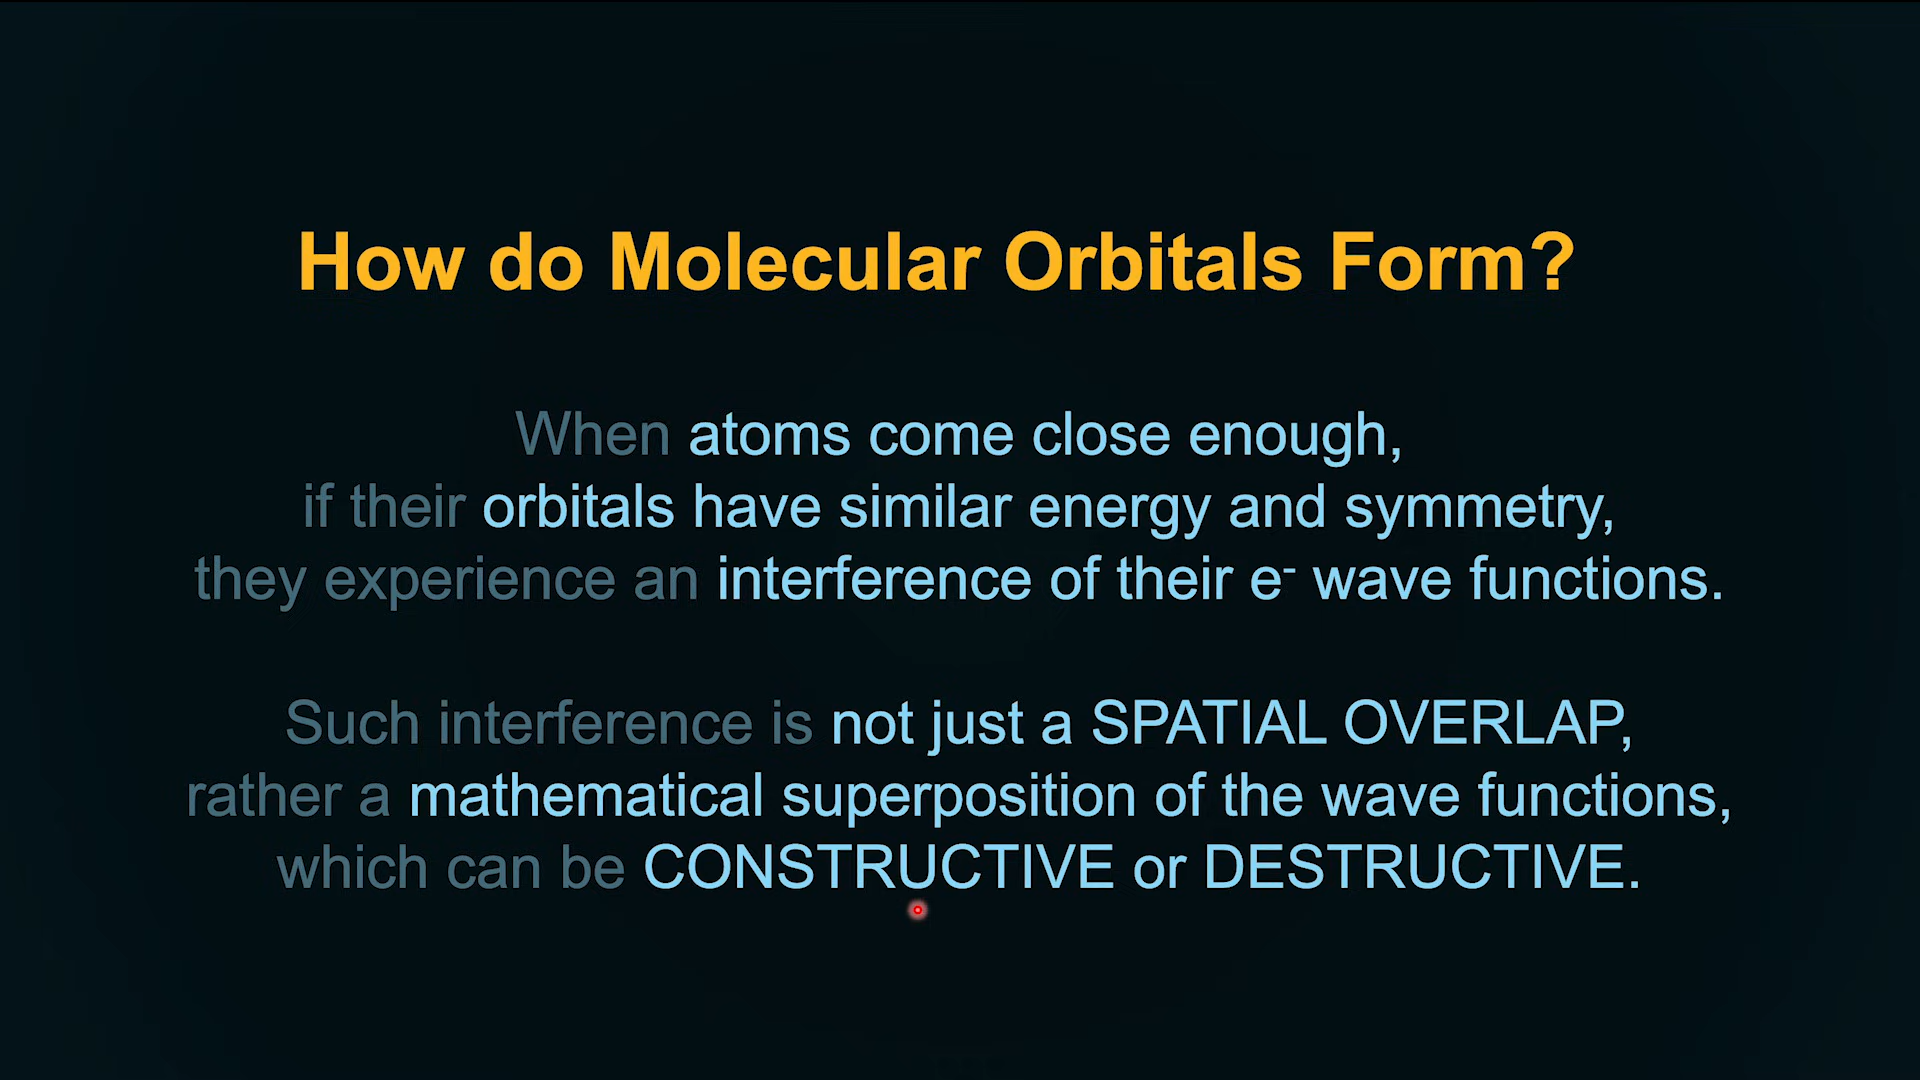 How do Molecular Orbitals Form?
When atoms come close enough,
if their orbitals have similar energy and symmetry,
they experience an interference of their e⁻ wave functions.
Such interference is not just a SPATIAL OVERLAP,
rather a mathematical superposition of the wave functions,
which can be CONSTRUCTIVE or DESTRUCTIVE.